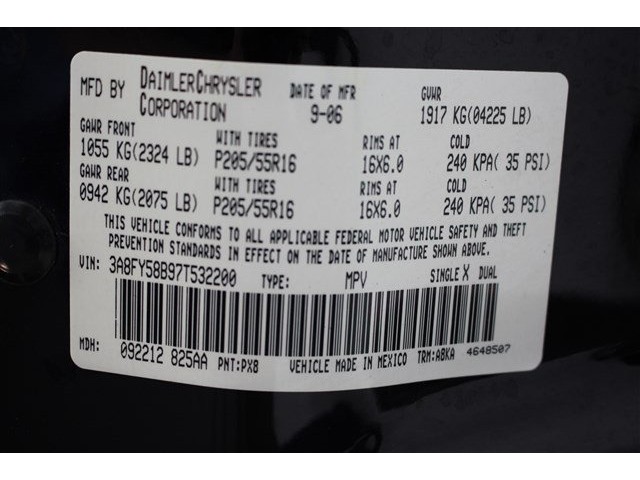 MFD BY DAIMLERCHRYSLER CORPORATION DATE OF MFR 9-06 GVWR 1917 KG(04225 LB)
GAWR FRONT WITH TIRES RIMS AT COLD
1055 KG(2324 LB) P205/55R16 16X6.0 240 KPA( 35 PSI)
GAWR REAR WITH TIRES RIMS AT COLD
0942 KG(2075 LB) P205/55R16 16X6.0 240 KPA( 35 PSI)
THIS VEHICLE CONFORMS TO ALL APPLICABLE FEDERAL MOTOR VEHICLE SAFETY AND THEFT
PREVENTION STANDARDS IN EFFECT ON THE DATE OF MANUFACTURE SHOWN ABOVE.
VIN: 3A8FY58B97T532200 TYPE: MPV SINGLE X DUAL
MDH: 092212 825AA PNT:PX8 VEHICLE MADE IN MEXICO TRM:ABKA 4648507